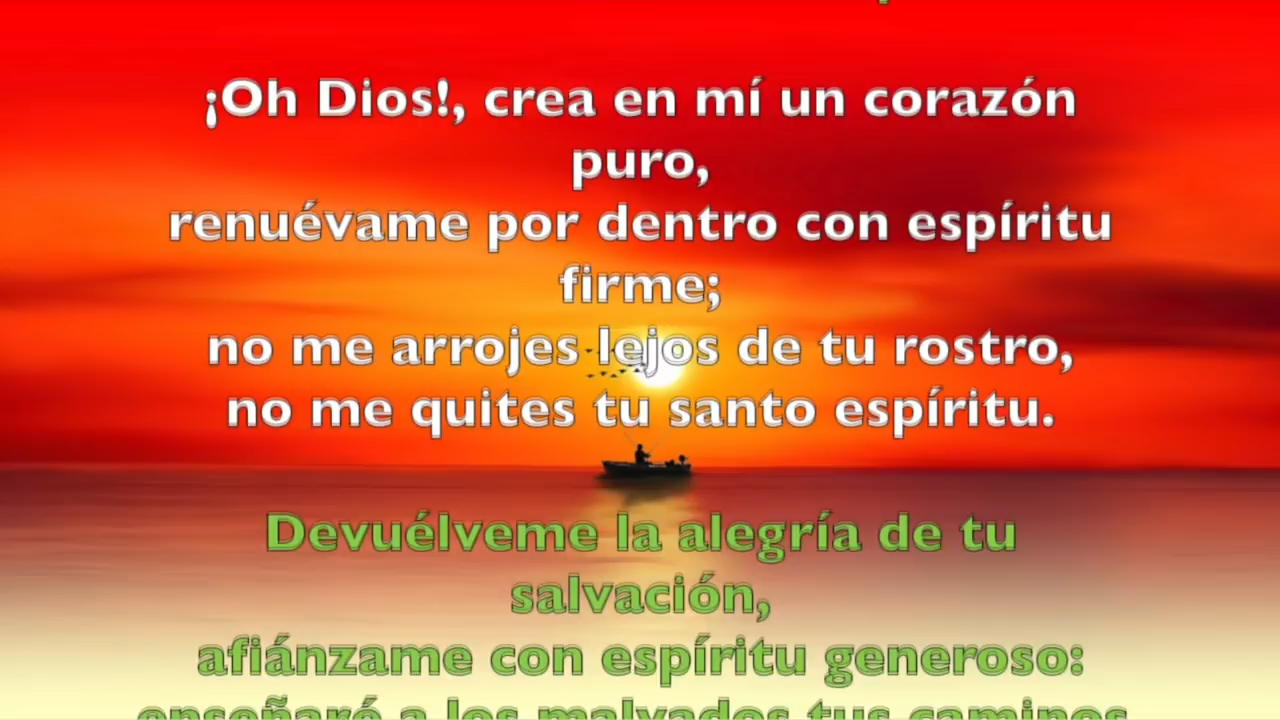 ¡Oh Dios!, crea en mí un corazón
puro,
renuévame por dentro con espíritu
firme;
no me arrojes lejos de tu rostro,
no me quites tu santo espíritu.
Devuélveme la alegría de tu
salvación,
afiánzame con espíritu generoso:
enseñaré a los malvados tus caminos